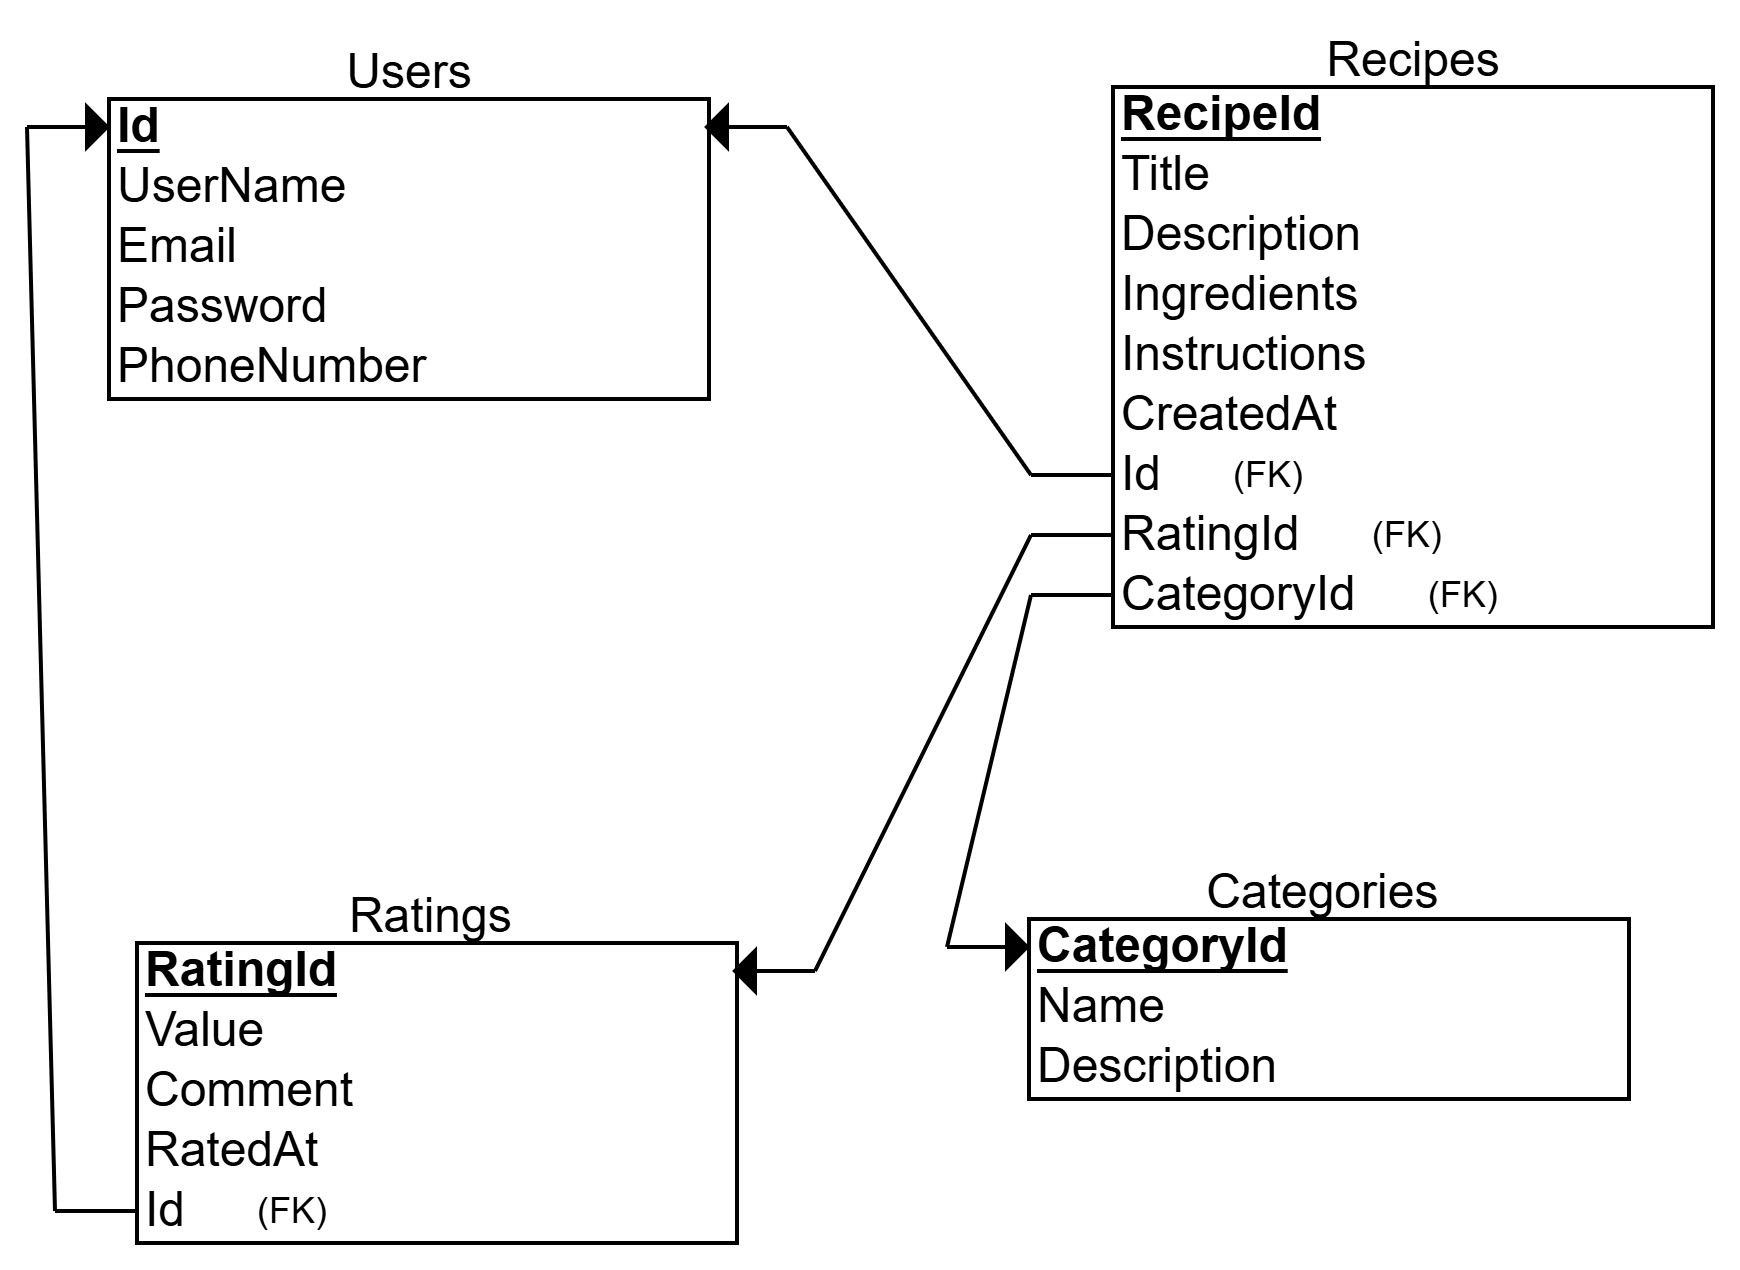 Users
Id
UserName
Email
Password
PhoneNumber
Recipes
RecipeId
Title
Description
Ingredients
Instructions
CreatedAt
Id (FK)
RatingId (FK)
CategoryId (FK)
Ratings
RatingId
Value
Comment
RatedAt
Id (FK)
Categories
CategoryId
Name
Description